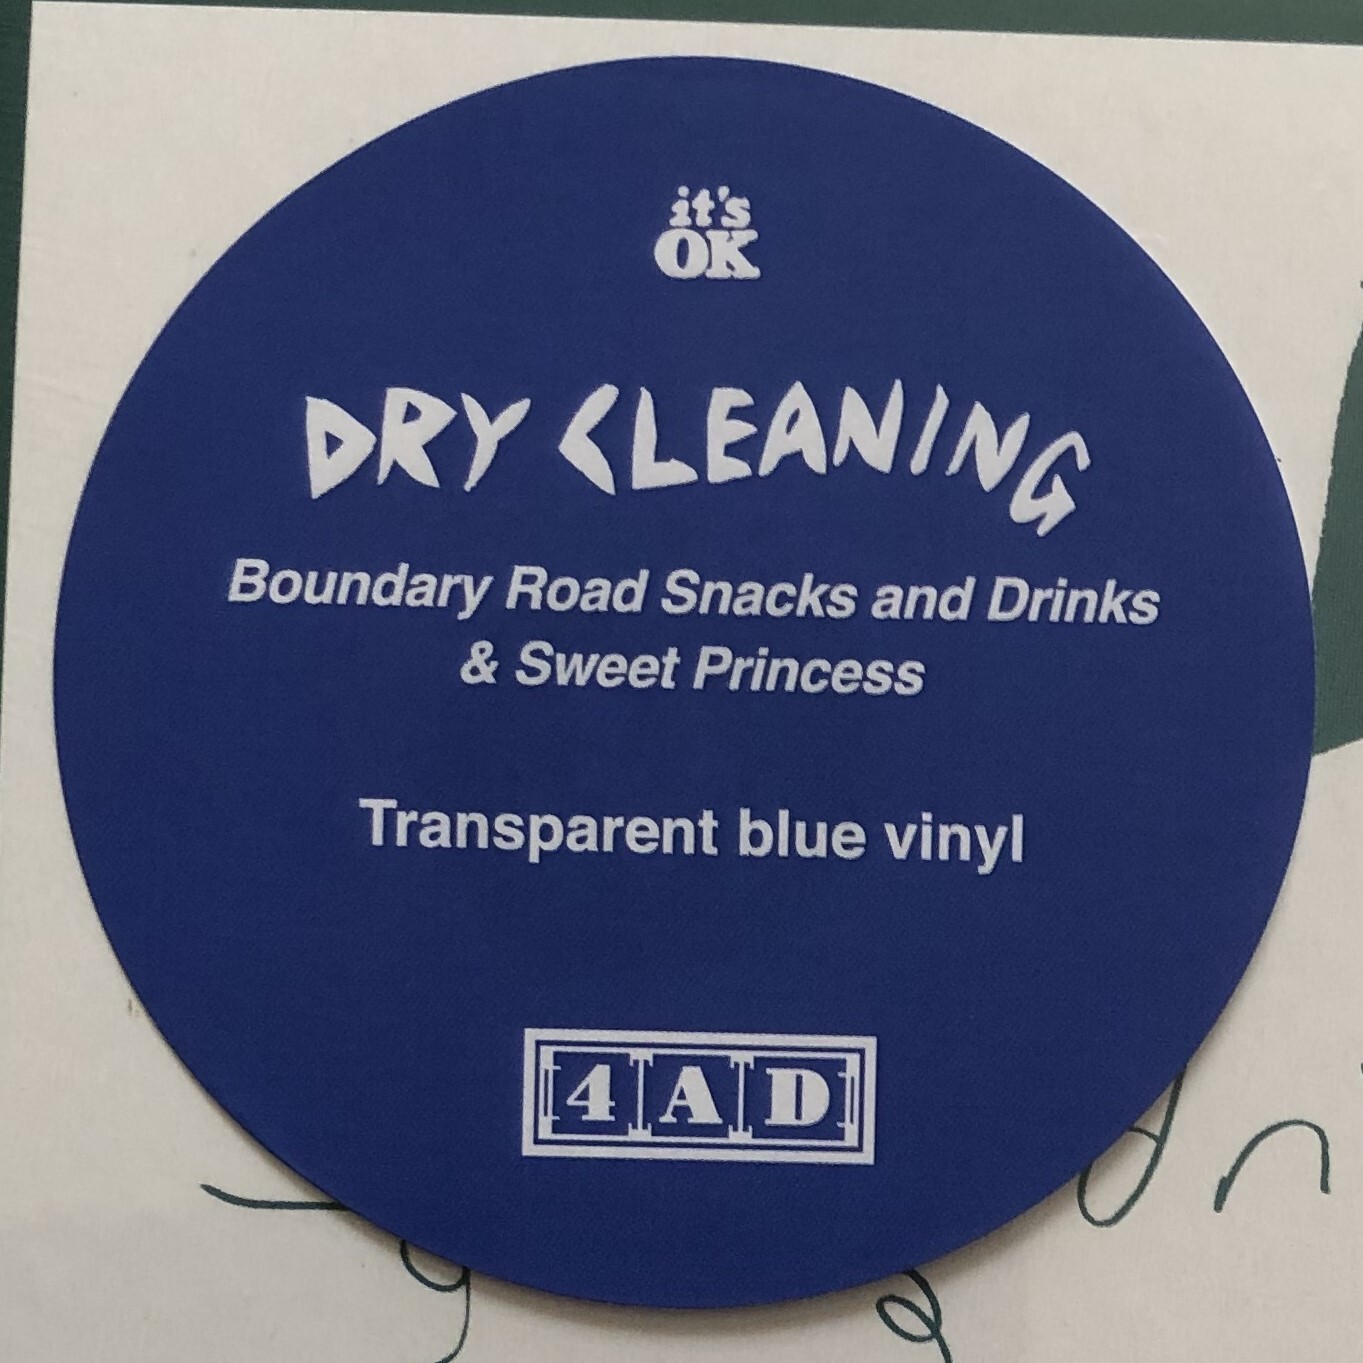 it's
OK
DRY CLEANING
Boundary Road Snacks and Drinks
& Sweet Princess
Transparent blue vinyl
4AD